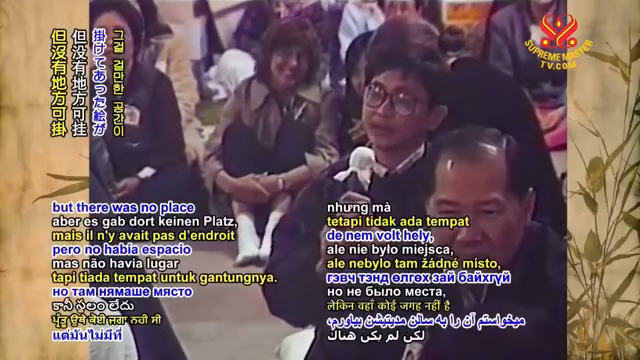 그걸 걸만한 공간이
掛けてあった絵が
但没有地方可挂
但沒有地方可掛
SUPREME MASTER
TV.COM
but there was no place
aber es gab dort keinen Platz,
mais il n'y avait pas d'endroit
pero no había espacio
mas não havia lugar
tapi tiada tempat untuk gantungnya.
но там нямаше място
కానీ స్థలం లేదు
ਪ੍ਰੰਤੂ ਉਥੇ ਕੋਈ ਜਗਾ ਨਹੀ ਸੀ
แต่มันไม่มีที่
nhưng mà
tetapi tidak ada tempat
de nem volt hely,
ale nie było miejsca,
ale nebylo tam žádné místo,
гэвч тэнд өлгөх зай байхгүй
но не было места,
लेकिन वहाँ कोई जगह नहीं है
میخواستم آن را به سالن مدیتیشن بیاورم،
لكن لم يكن هناك